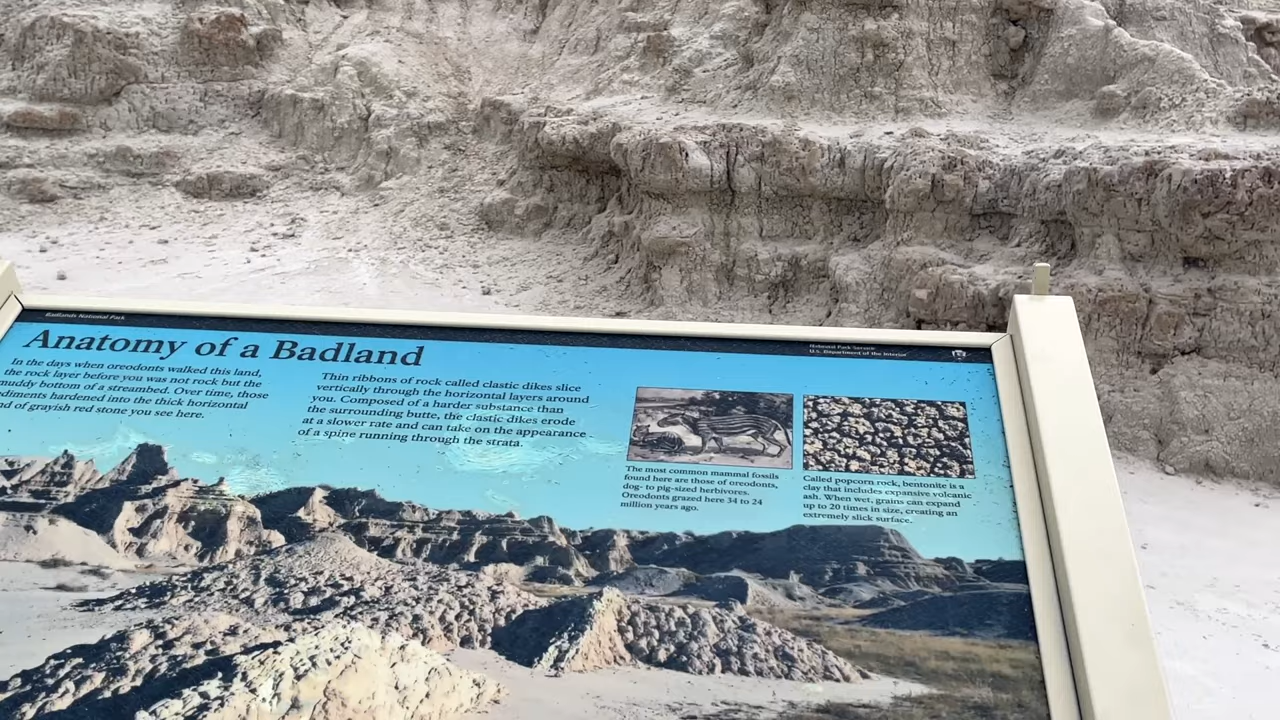 Badlands National Park
National Park Service
U.S. Department of the Interior
Anatomy of a Badland
In the days when oreodonts walked this land,
the rock layer before you was not rock but the
muddy bottom of a streambed. Over time, those
ediments hardened into the thick horizontal
nd of grayish red stone you see here.
Thin ribbons of rock called clastic dikes slice
vertically through the horizontal layers around
you. Composed of a harder substance than
the surrounding butte, the clastic dikes erode
at a slower rate and can take on the appearance
of a spine running through the strata.
The most common mammal fossils
found here are those of oreodonts,
dog- to pig-sized herbivores.
Oreodonts grazed here 34 to 24
million years ago.
Called popcorn rock, bentonite is a
clay that includes expansive volcanic
ash. When wet, grains can expand
up to 20 times in size, creating an
extremely slick surface.